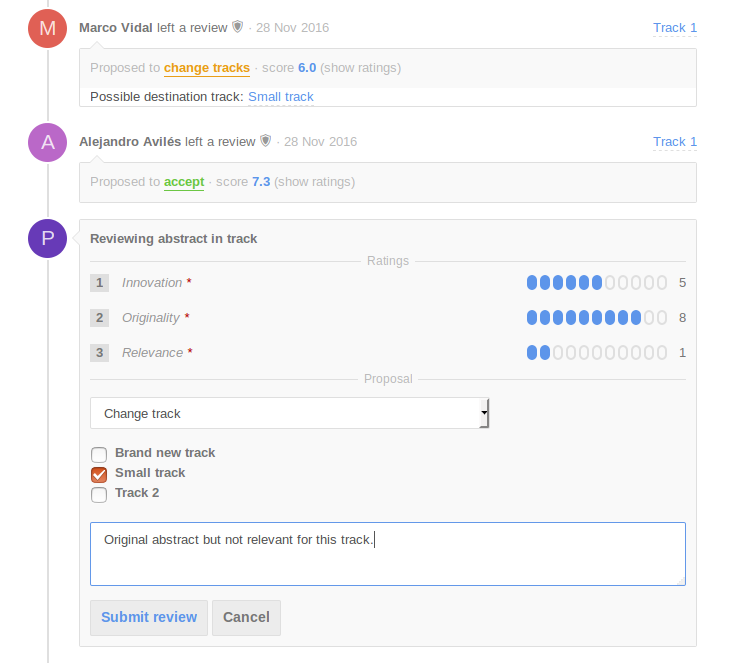 M
Marco Vidal left a review · 28 Nov 2016 Track 1
Proposed to change tracks · score 6.0 (show ratings)
Possible destination track: Small track
A
Alejandro Avilés left a review · 28 Nov 2016 Track 1
Proposed to accept · score 7.3 (show ratings)
P
Reviewing abstract in track
Ratings
1 Innovation * 5
2 Originality * 8
3 Relevance * 1
Proposal
Change track
Brand new track
Small track
Track 2
Original abstract but not relevant for this track.
Submit review Cancel